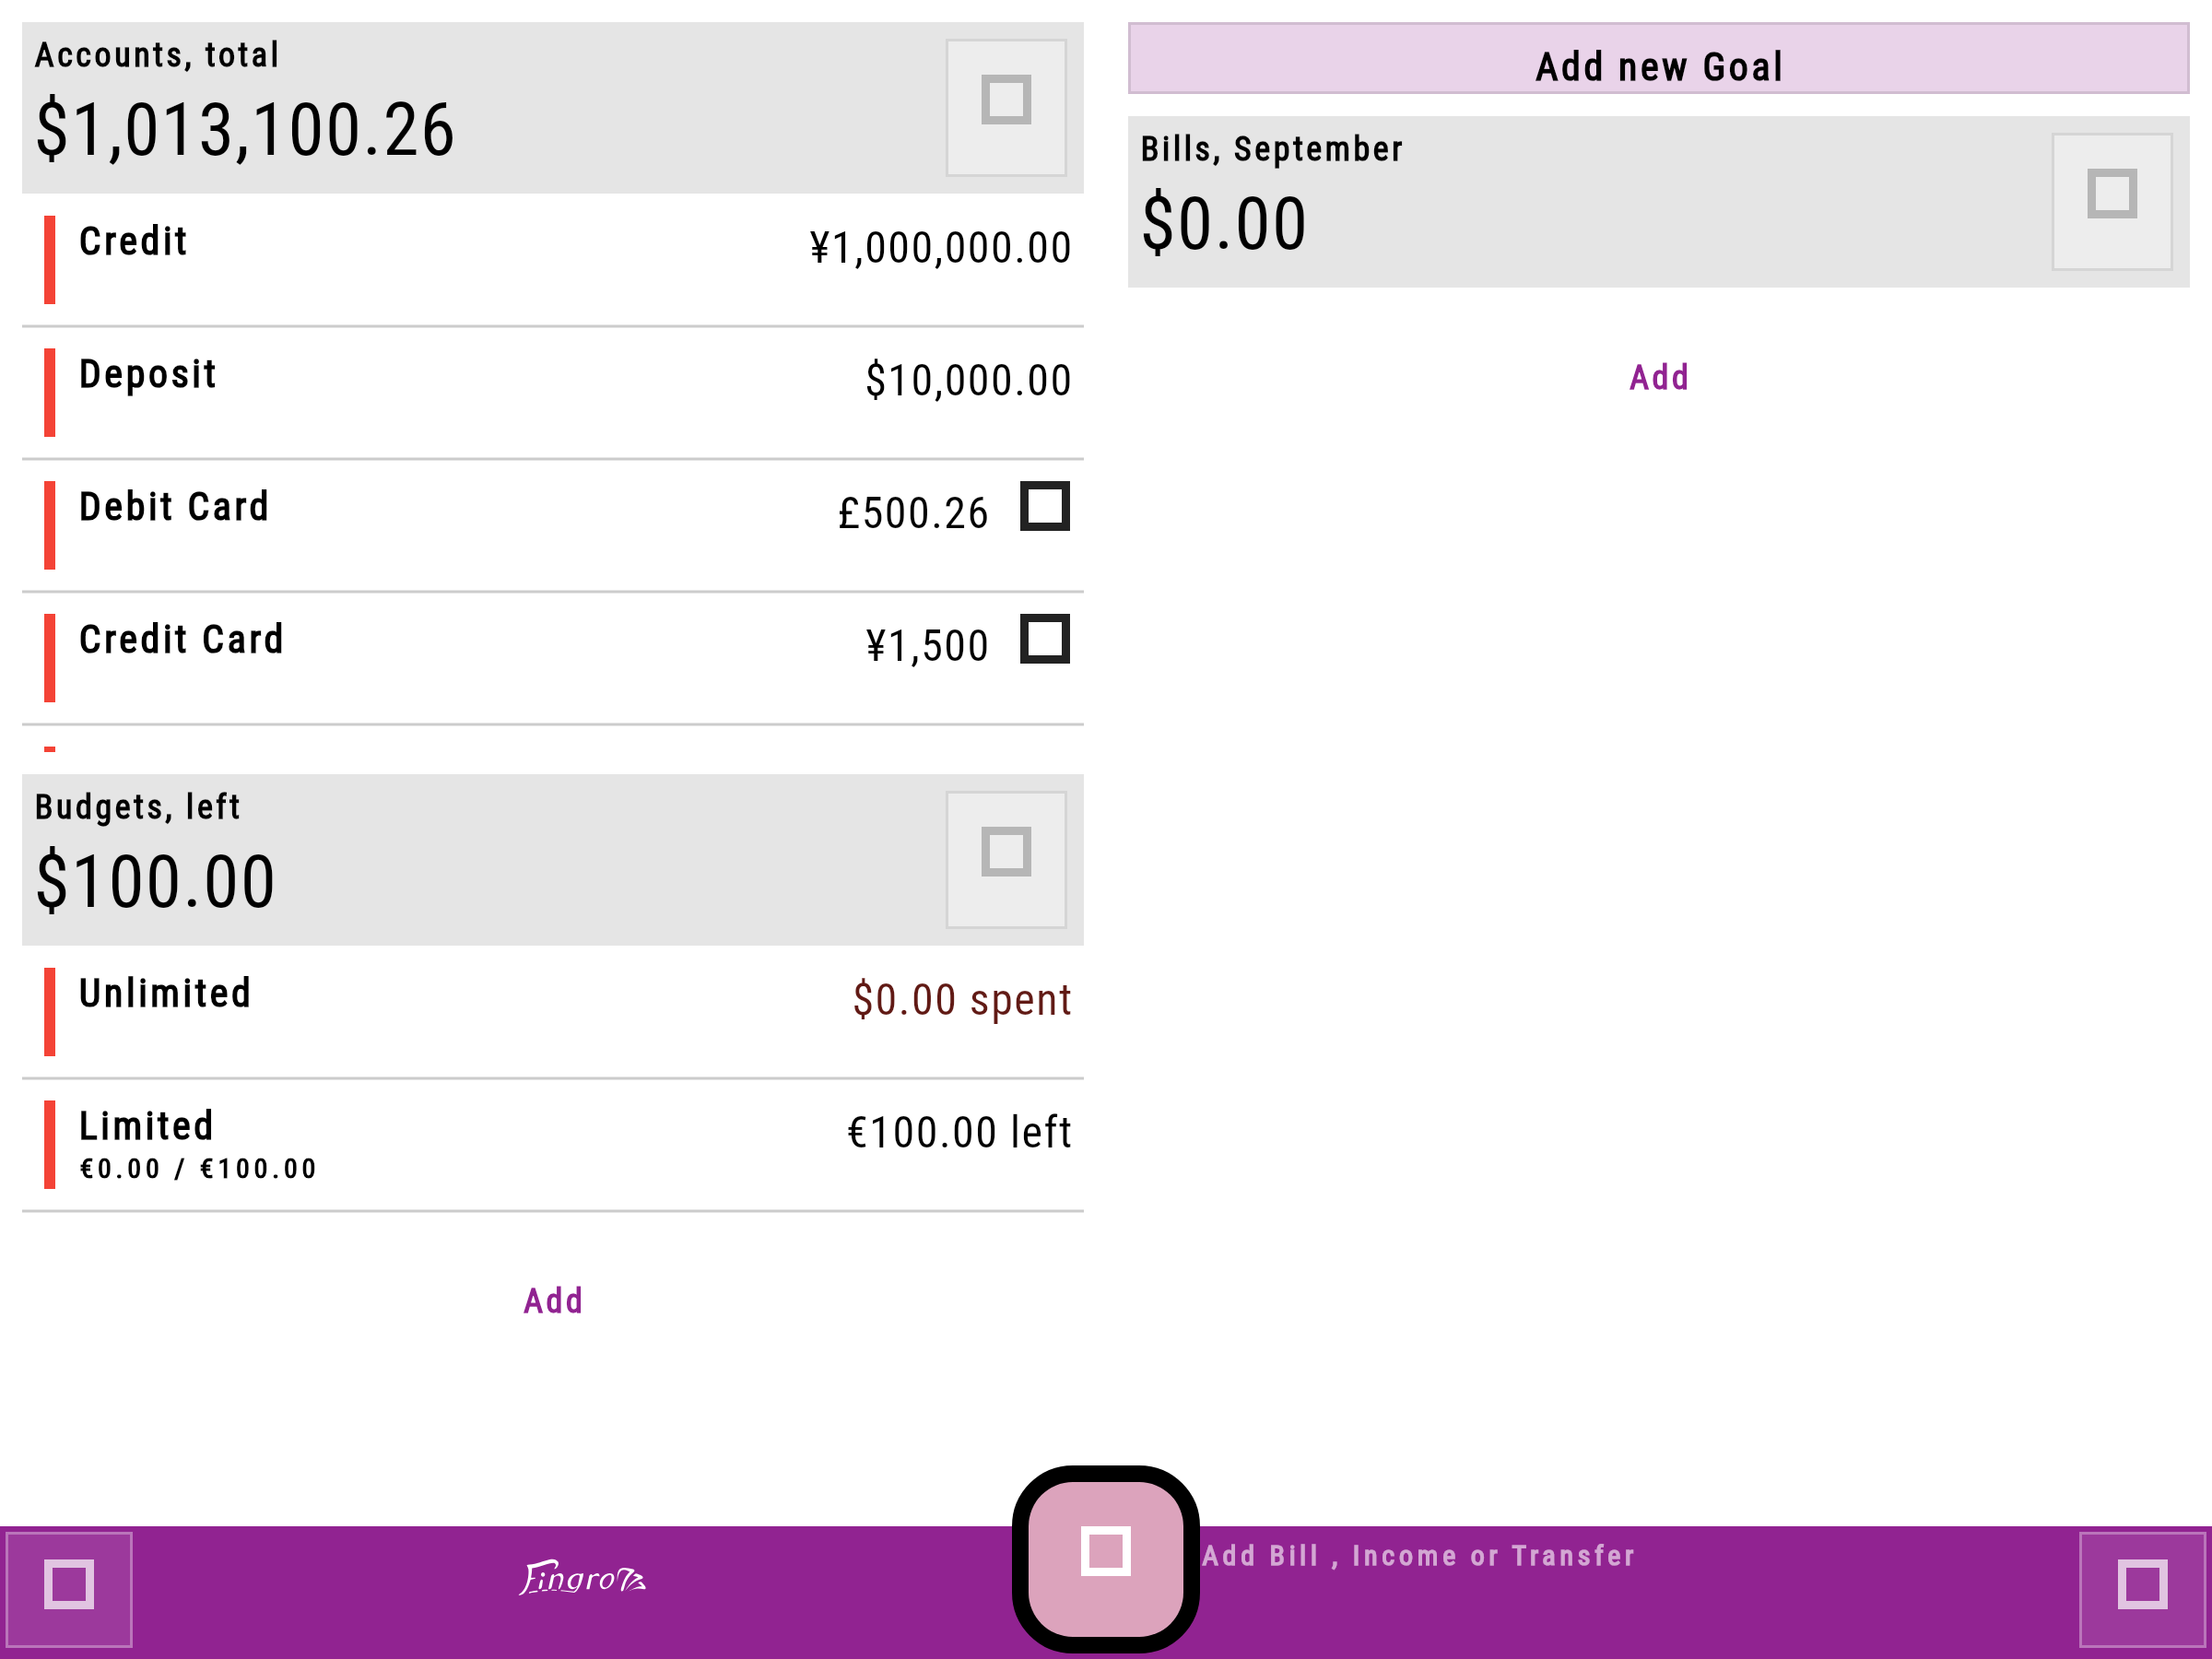 Accounts, total
$1,013,100.26
Credit
¥1,000,000.00
Deposit
$10,000.00
Debit Card
£500.26
Credit Card
¥1,500
Budgets, left
$100.00
Unlimited
$0.00 spent
Limited
€100.00 left
€0.00 / €100.00
Add
Add new Goal
Bills, September
$0.00
Add
Fingro
Add Bill , Income or Transfer